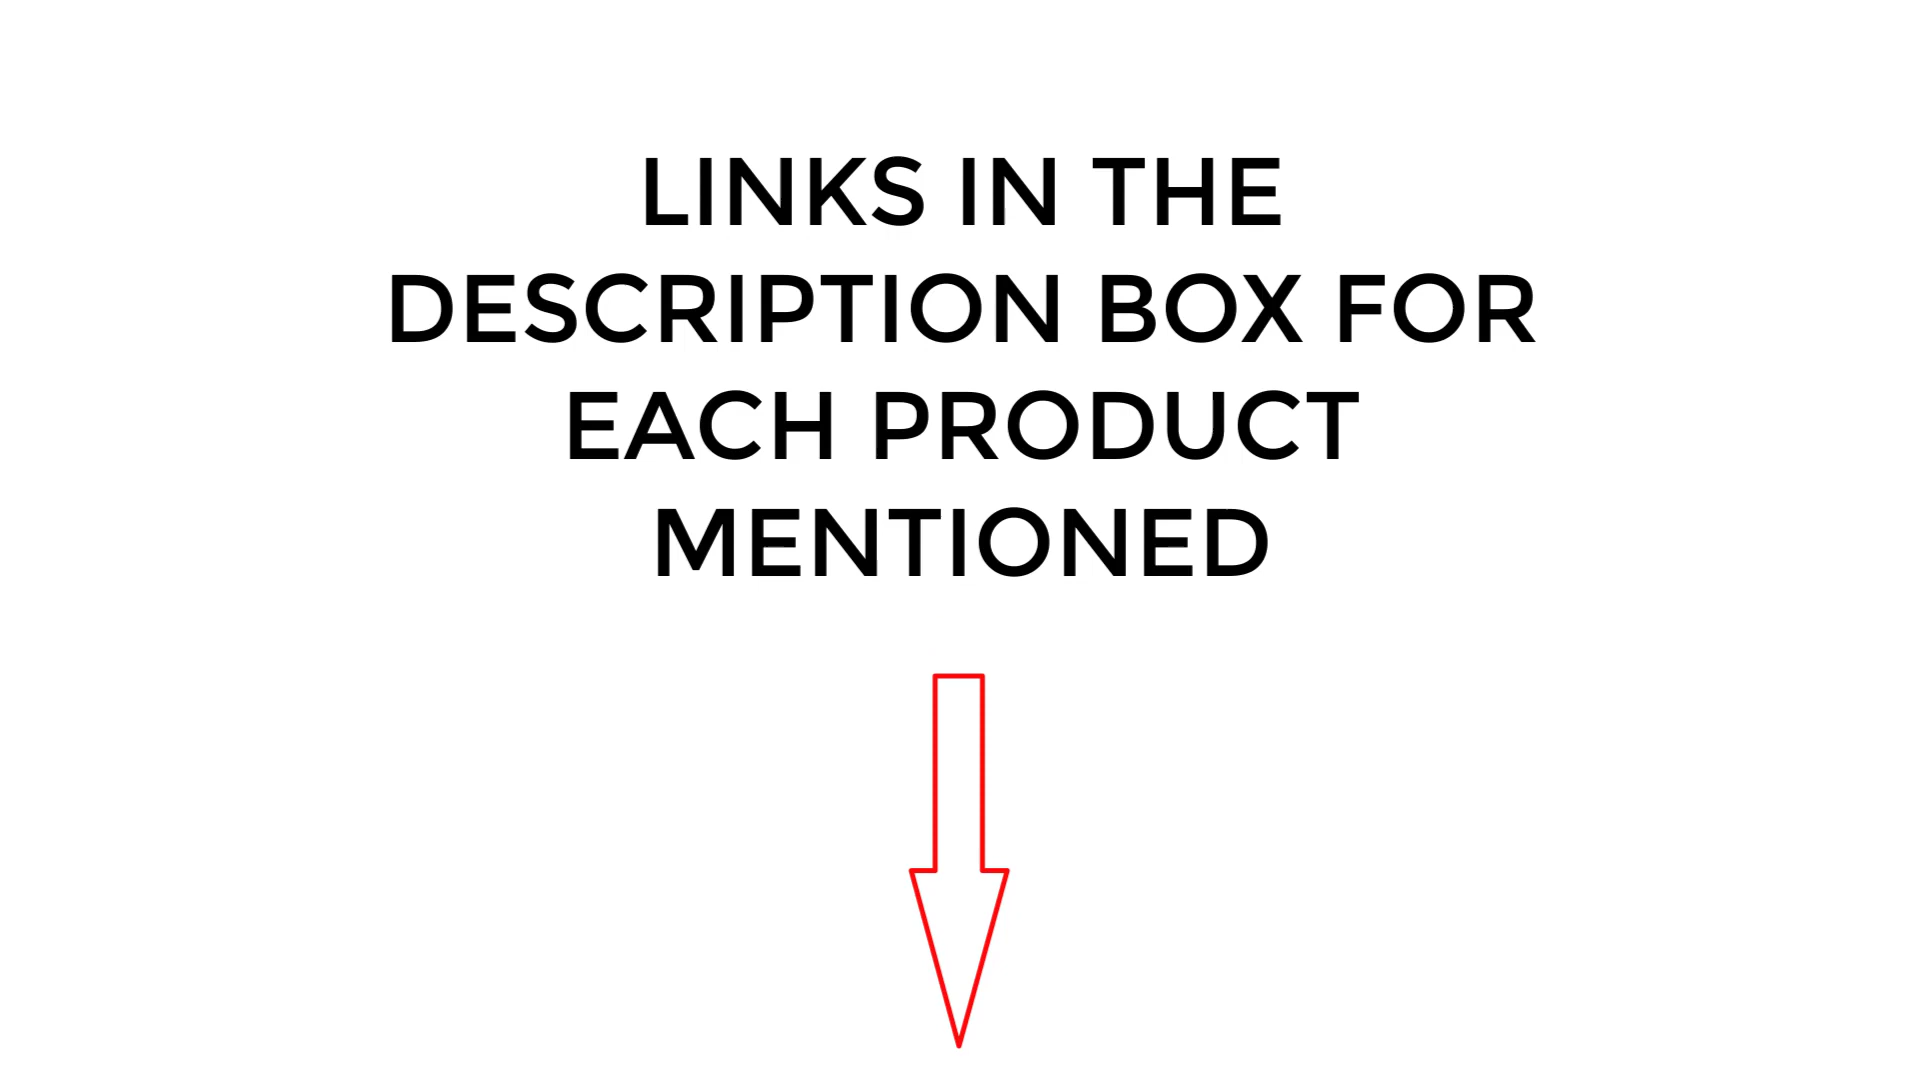 LINKS IN THE
DESCRIPTION BOX FOR
EACH PRODUCT
MENTIONED